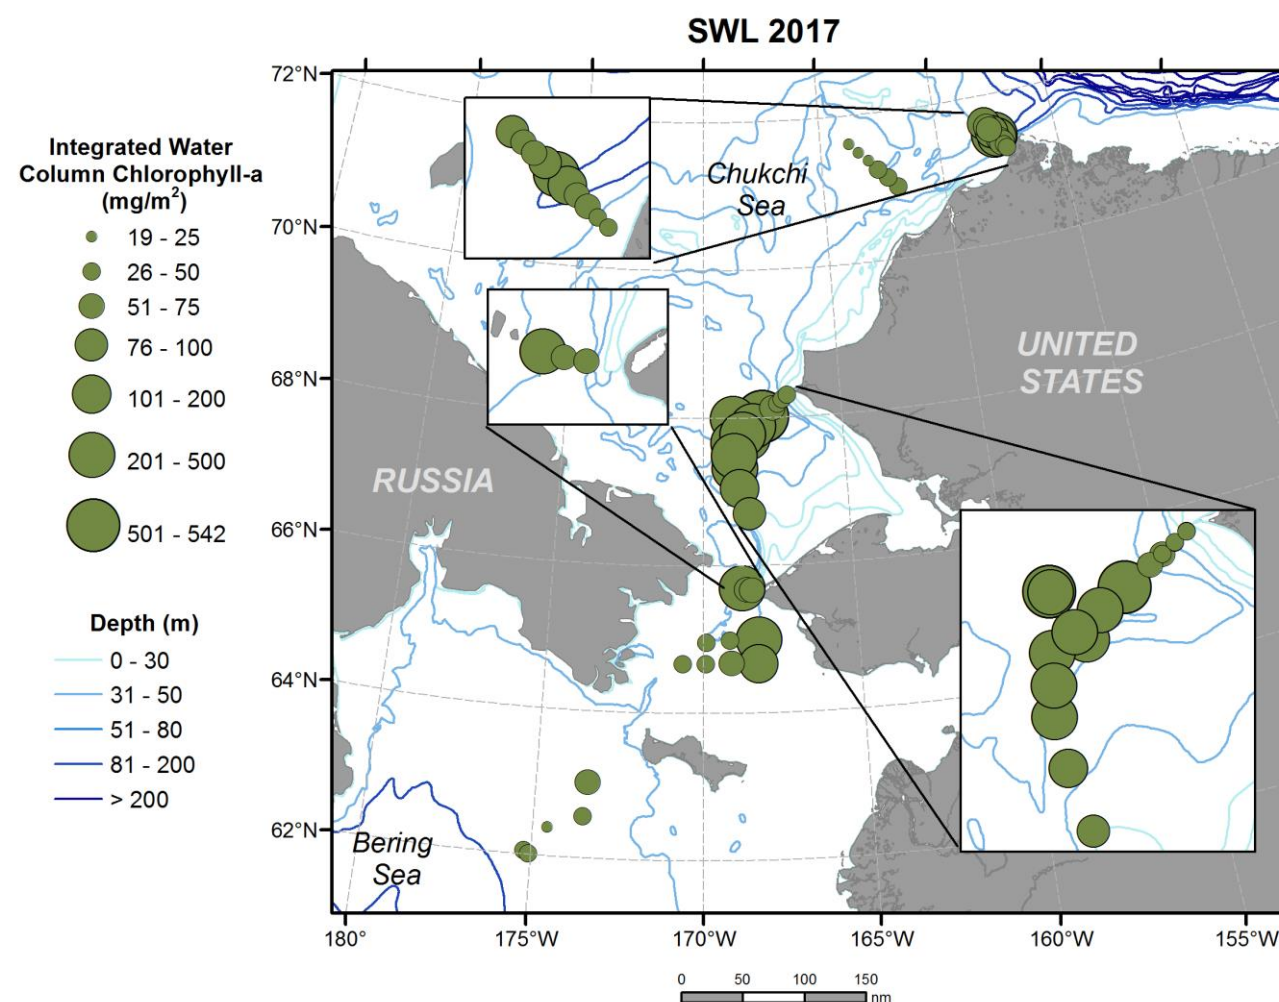 SWL 2017
72°N
70°N
68°N
66°N
64°N
62°N
Integrated Water
Column Chlorophyll-a
(mg/m²)
19 - 25
26 - 50
51 - 75
76 - 100
101 - 200
201 - 500
501 - 542
Depth (m)
0 - 30
31 - 50
51 - 80
81 - 200
> 200
Chukchi
Sea
UNITED
STATES
RUSSIA
Bering
Sea
180°
175°W
170°W
165°W
160°W
155°W
0 50 100 150
nm